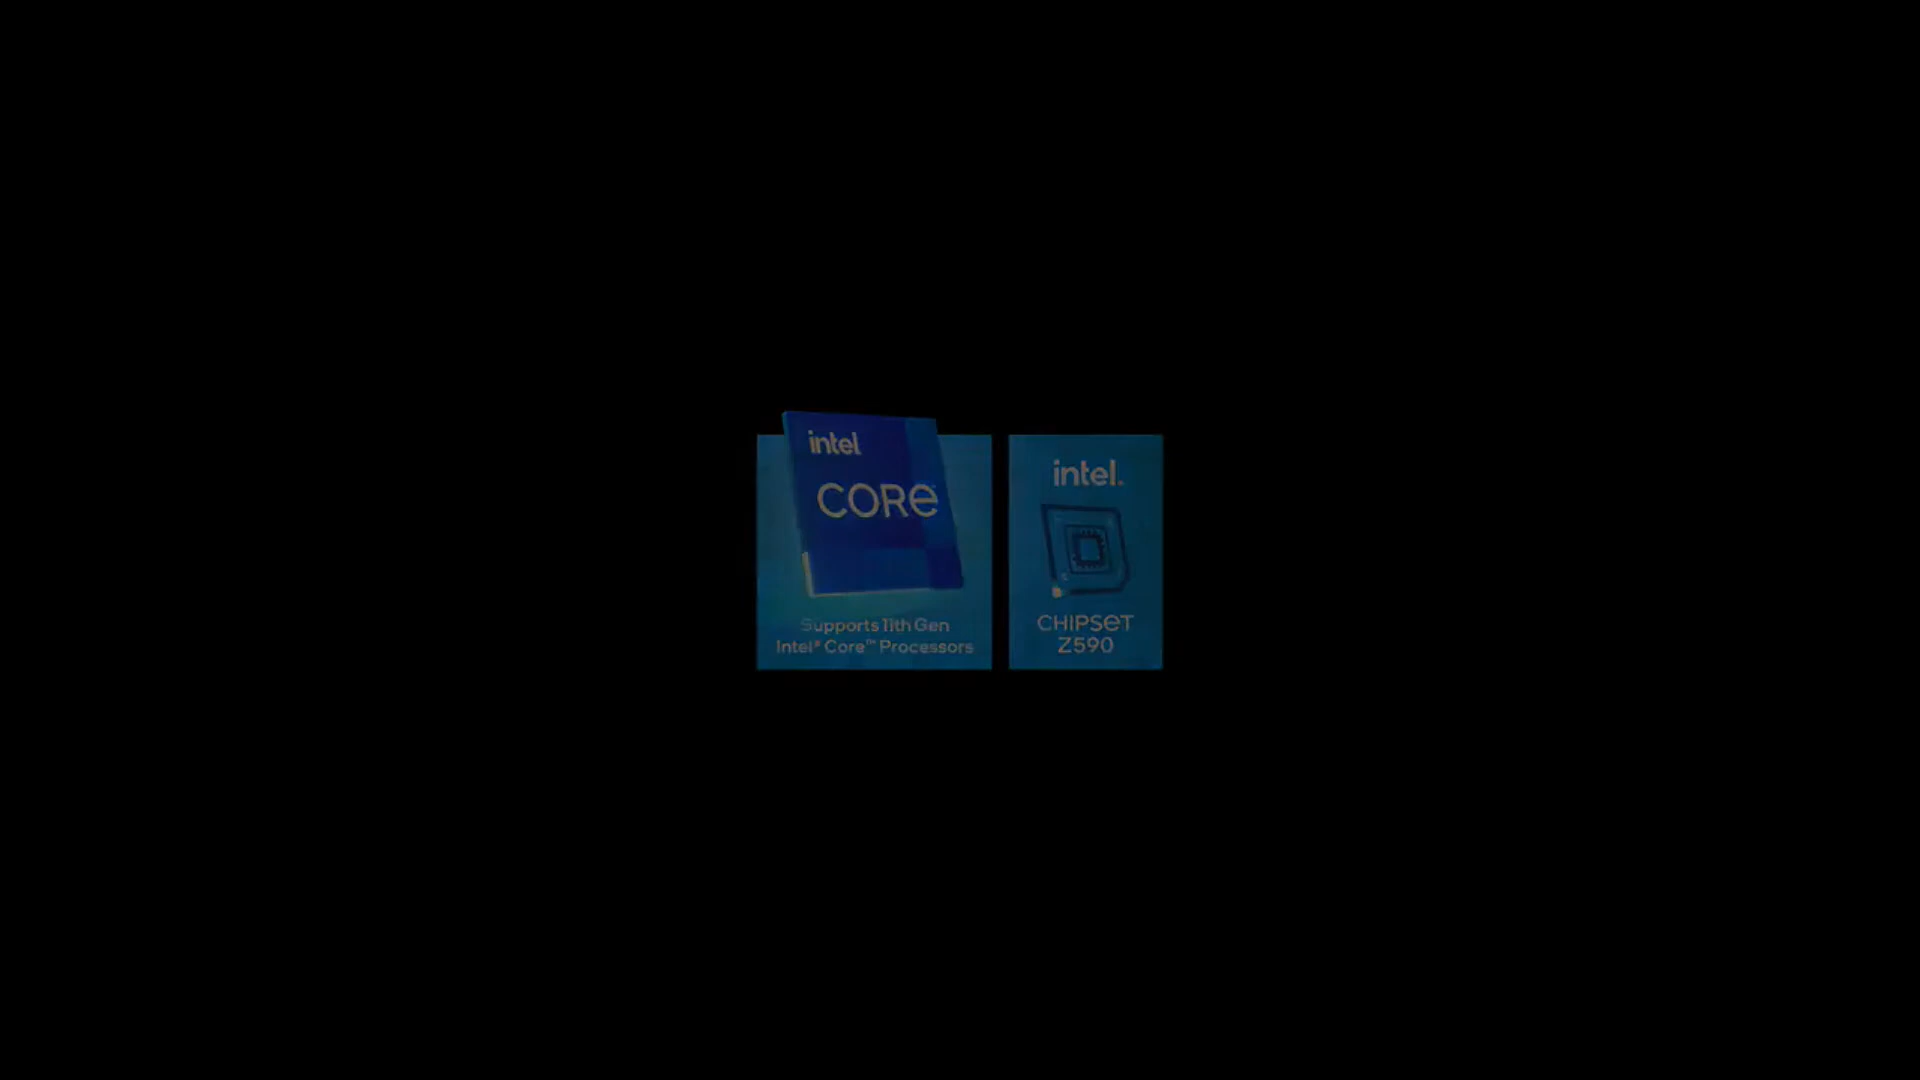 intel
CORE
Supports 11th Gen
Intel® Core™ Processors
intel.
CHIPSET
Z590